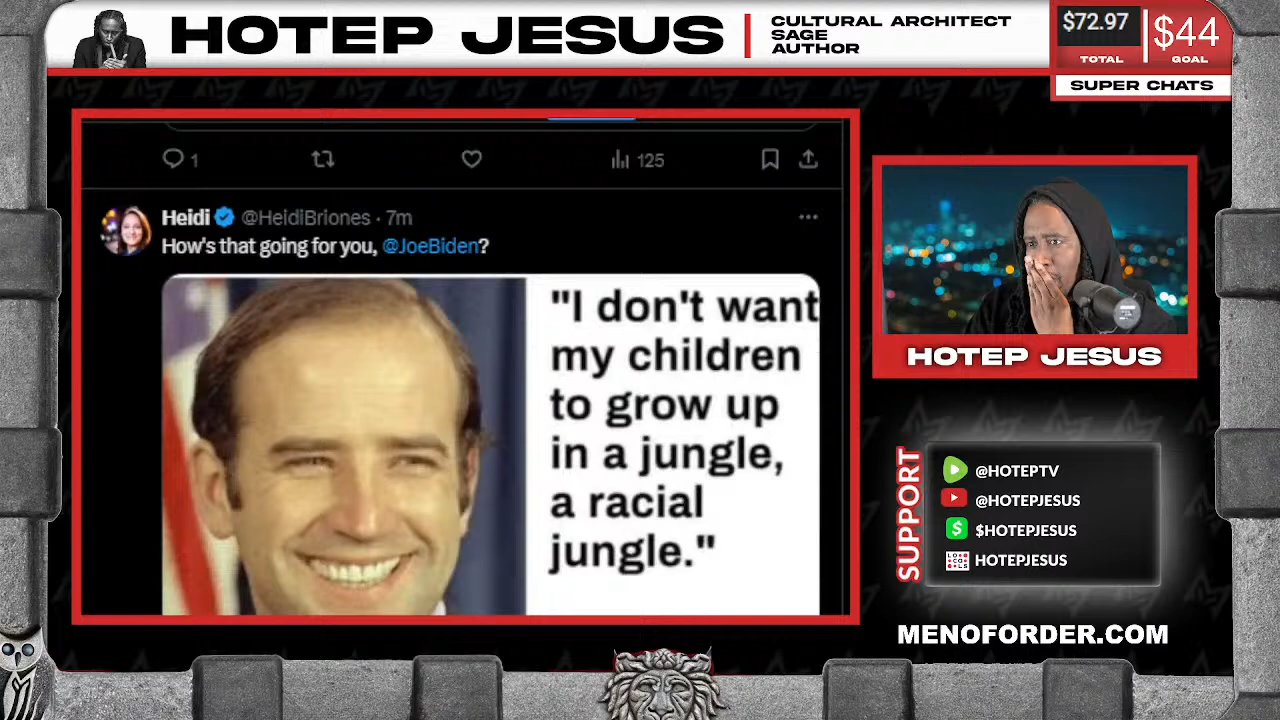 HOTEP JESUS
CULTURAL ARCHITECT
SAGE
AUTHOR
$72.97
TOTAL
$44
GOAL
SUPER CHATS
1
125
Heidi @HeidiBriones · 7m
How's that going for you, @JoeBiden?
"I don't want
my children
to grow up
in a jungle,
a racial
jungle."
HOTEP JESUS
SUPPORT
@HOTEPTV
@HOTEPJESUS
$HOTEPJESUS
LOCALS
HOTEPJESUS
MENOFORDER.COM